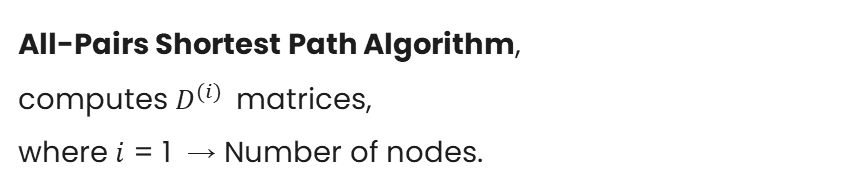 All-Pairs Shortest Path Algorithm,
computes D⁽ⁱ⁾ matrices,
where i = 1 → Number of nodes.